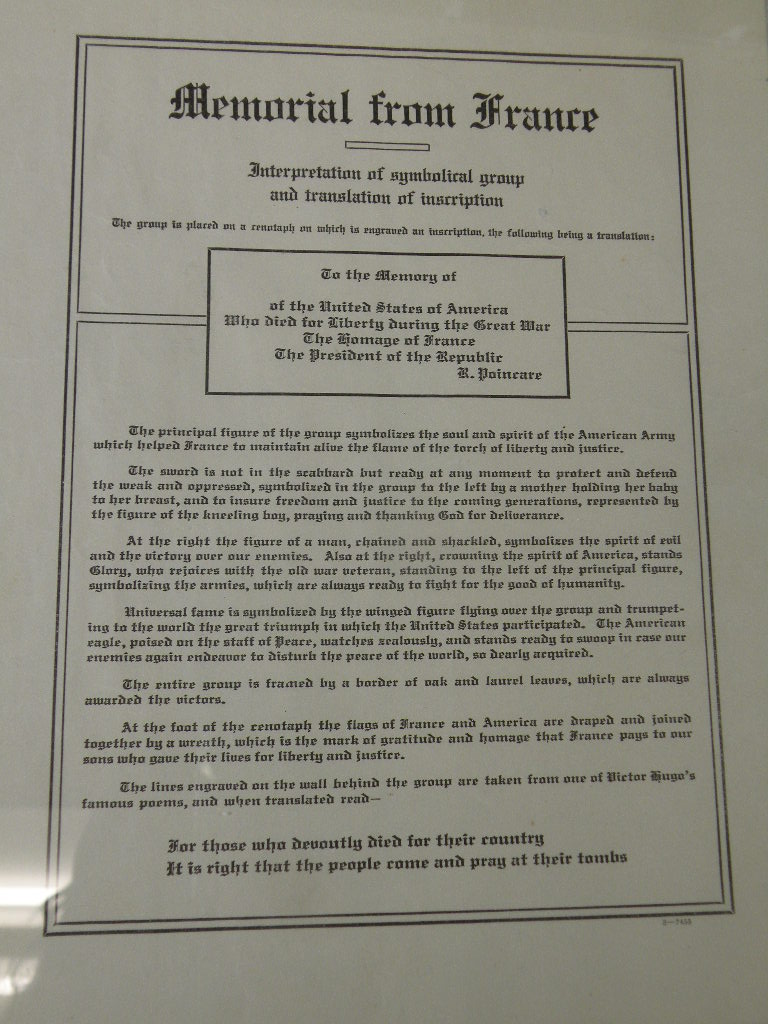 Memorial from France
Interpretation of symbolical group
and translation of inscription
The group is placed on a cenotaph on which is engraved an inscription, the following being a translation:
To the Memory of
of the United States of America
Who died for Liberty during the Great War
The Homage of France
The President of the Republic
R. Poincare
The principal figure of the group symbolizes the soul and spirit of the American Army
which helped France to maintain alive the flame of the torch of liberty and justice.
The sword is not in the scabbard but ready at any moment to protect and defend
the weak and oppressed, symbolized in the group to the left by a mother holding her baby
to her breast, and to insure freedom and justice to the coming generations, represented by
the figure of the kneeling boy, praying and thanking God for deliverance.
At the right the figure of a man, chained and shackled, symbolizes the spirit of evil
and the victory over our enemies. Also at the right, crowning the spirit of America, stands
Glory, who rejoices with the old war veteran, standing to the left of the principal figure,
symbolizing the armies, which are always ready to fight for the good of humanity.
Universal fame is symbolized by the winged figure flying over the group and trumpet-
ing to the world the great triumph in which the United States participated. The American
eagle, poised on the staff of Peace, watches zealously, and stands ready to swoop in case our
enemies again endeavor to disturb the peace of the world, so dearly acquired.
The entire group is framed by a border of oak and laurel leaves, which are always
awarded the victors.
At the foot of the cenotaph the flags of France and America are draped and joined
together by a wreath, which is the mark of gratitude and homage that France pays to our
sons who gave their lives for liberty and justice.
The lines engraved on the wall behind the group are taken from one of Victor Hugo's
famous poems, and when translated read—
For those who devoutly died for their country
It is right that the people come and pray at their tombs